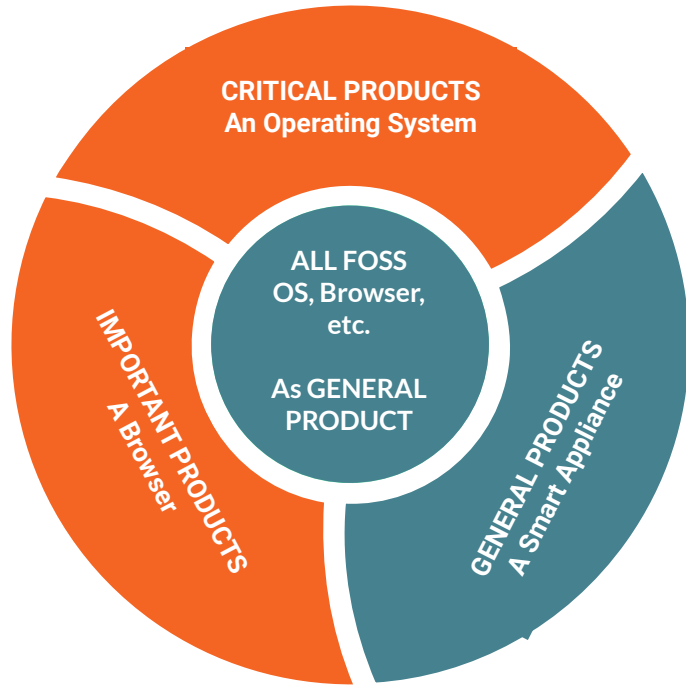 CRITICAL PRODUCTS
An Operating System
ALL FOSS
OS, Browser,
etc.
As GENERAL
PRODUCT
IMPORTANT PRODUCTS
A Browser
GENERAL PRODUCTS
A Smart Appliance